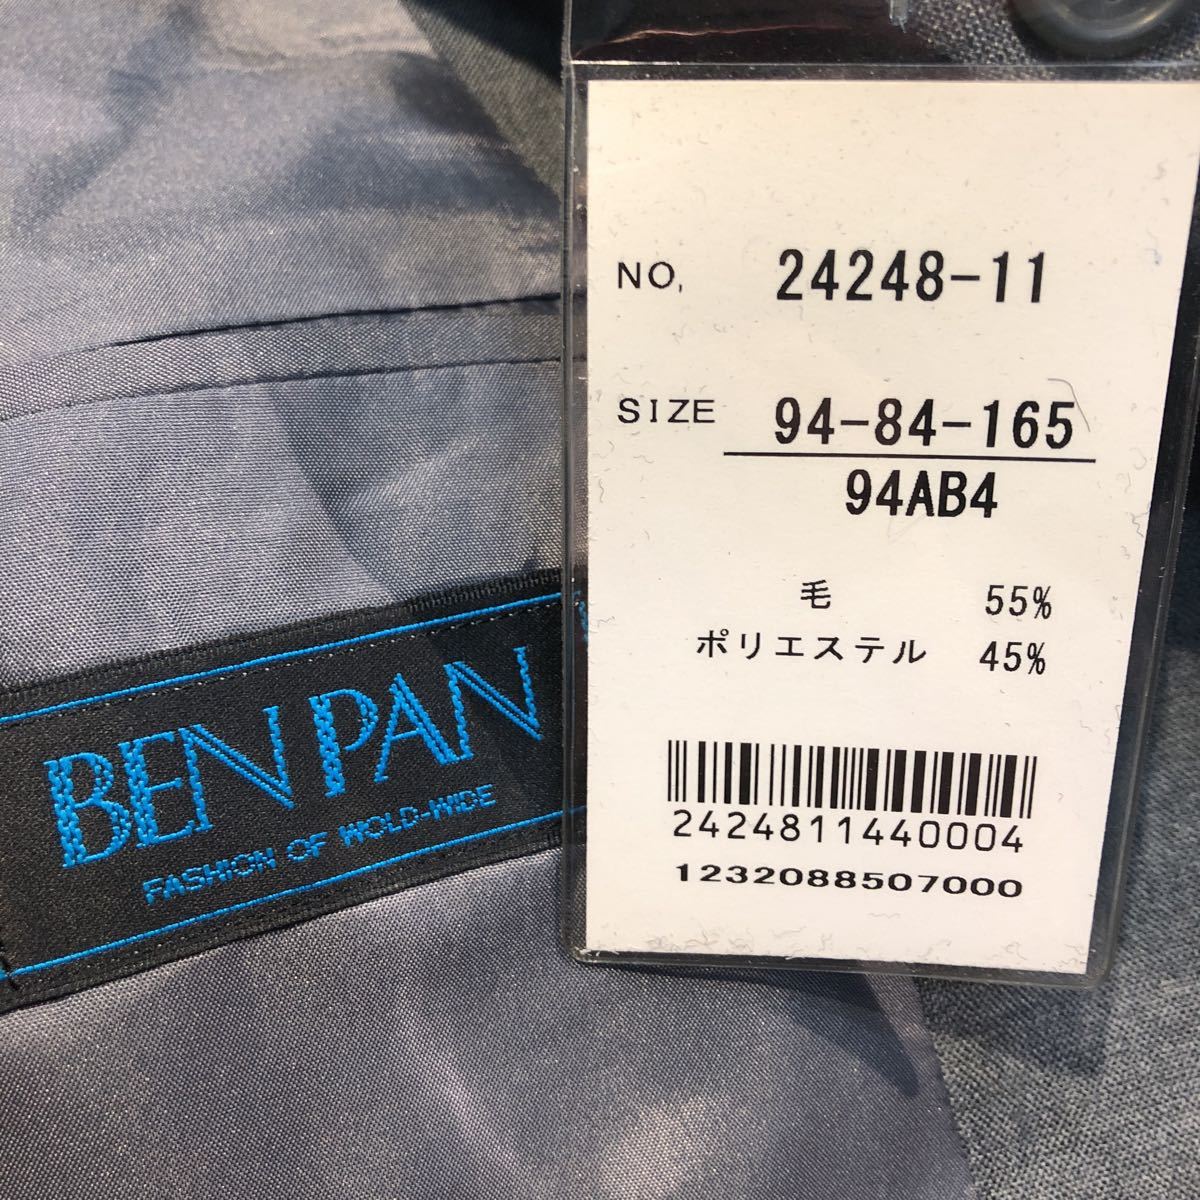 BEN PAN
FASHION OF WOLD-WIDE
NO, 24248-11
SIZE 94-84-165
94AB4
毛 55%
ポリエステル 45%
2424811440004
1232088507000